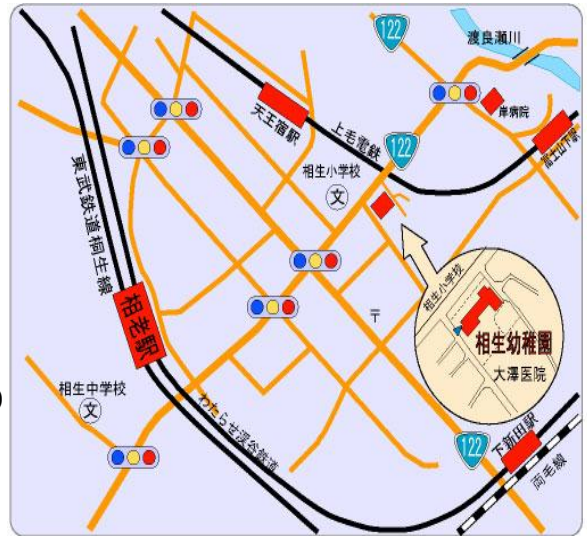 122
渡良瀬川
岸病院
天王宿駅
上毛電鉄
122
富士山下駅
相生小学校
文
東武鉄道桐生線
相生小学校
相生幼稚園
大澤医院
相老駅
〒
相生中学校
文
わたらせ渓谷鉄道
122
下新田駅
両毛線